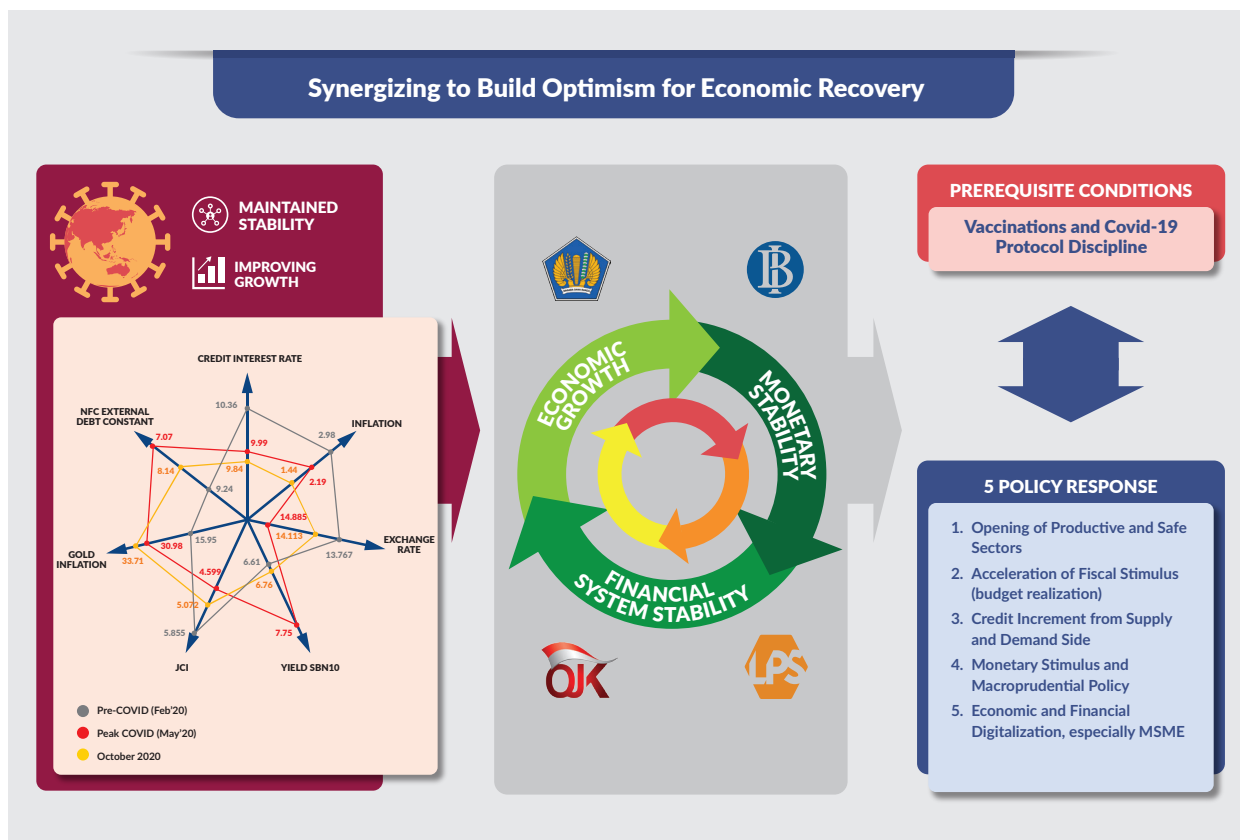 Synergizing to Build Optimism for Economic Recovery
MAINTAINED
STABILITY
IMPROVING
GROWTH
CREDIT INTEREST RATE
NFC EXTERNAL
DEBT CONSTANT
INFLATION
EXCHANGE
RATE
YIELD SBN10
JCI
GOLD
INFLATION
10.36
9.99
9.84
2.98
1.44
2.19
14.885
14.113
13.767
6.61
6.76
7.75
4.599
5.072
5.855
15.95
30.98
33.71
7.07
8.14
9.24
Pre-COVID (Feb'20)
Peak COVID (May'20)
October 2020
ECONOMIC
GROWTH
MONETARY
STABILITY
FINANCIAL
SYSTEM STABILITY
BI
OJK
LPS
PREREQUISITE CONDITIONS
Vaccinations and Covid-19
Protocol Discipline
5 POLICY RESPONSE
1. Opening of Productive and Safe
Sectors
2. Acceleration of Fiscal Stimulus
(budget realization)
3. Credit Increment from Supply
and Demand Side
4. Monetary Stimulus and
Macroprudential Policy
5. Economic and Financial
Digitalization, especially MSME